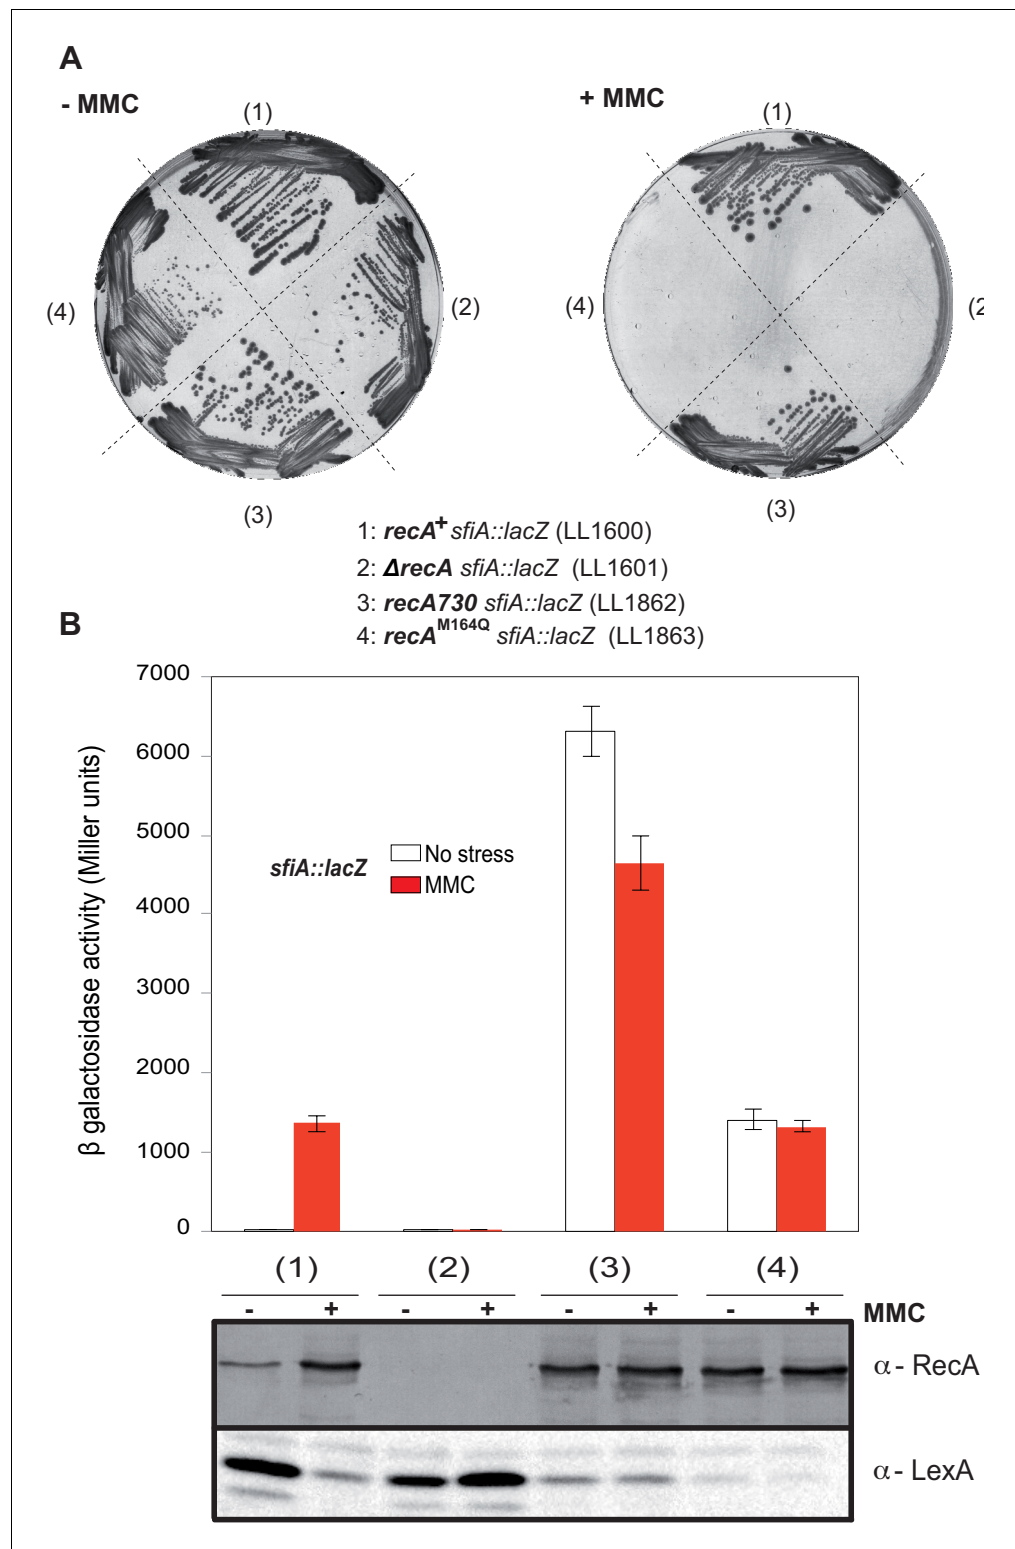 A
- MMC
+ MMC
(1)
(1)
(4)
(2)
(4)
(2
(3)
(3)
1: recA+ sfiA::lacZ (LL1600)
2: ΔrecA sfiA::lacZ (LL1601)
3: recA730 sfiA::lacZ (LL1862)
4: recAM164Q sfiA::lacZ (LL1863)
B
β galactosidase activity (Miller units)
7000
6000
5000
4000
3000
2000
1000
0
sfiA::lacZ
No stress
MMC
(1) (2) (3) (4)
- + - + - + - + MMC
α- RecA
α- LexA